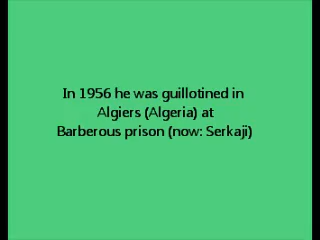 In 1956 he was guillotined in
Algiers (Algeria) at
Barberous prison (now: Serkaji)